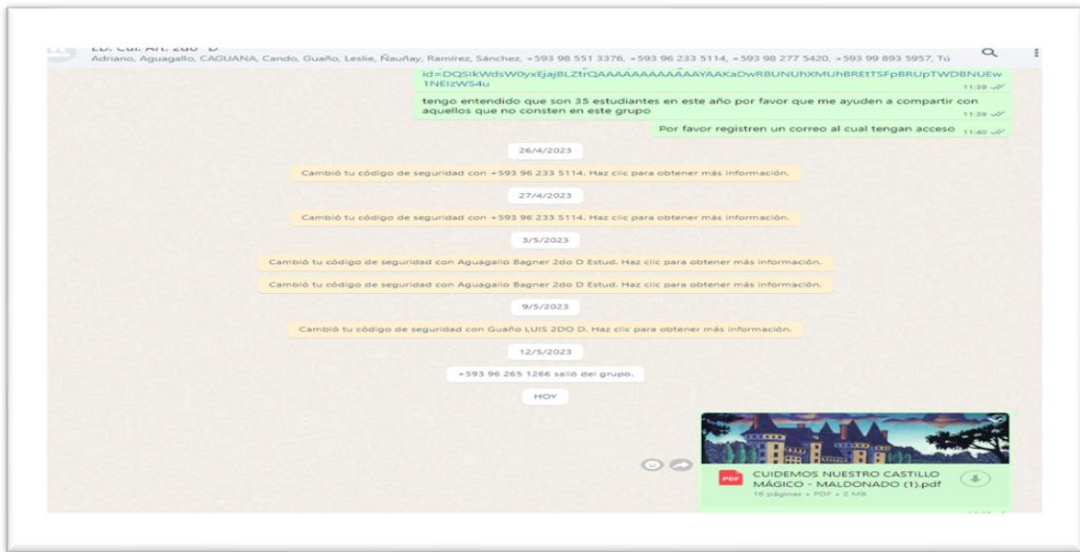 ED. Cul. Art. 2do "D"
Adriano, Aguagallo, CAGUANA, Cando, Guaño, Leslie, Ñauñay, Ramírez, Sánchez, +593 98 551 3376, +593 96 233 5114, +593 98 277 5420, +593 99 893 5957, Tú
11:39
tengo entendido que son 35 estudiantes en este año por favor que me ayuden a compartir con
aquellos que no consten en este grupo
11:39
Por favor registren un correo al cual tengan acceso 11:40
26/4/2023
Cambió tu código de seguridad con +593 96 233 5114. Haz clic para obtener más información.
27/4/2023
Cambió tu código de seguridad con +593 96 233 5114. Haz clic para obtener más información.
3/5/2023
Cambió tu código de seguridad con Aguagallo Bagner 2do D Estud. Haz clic para obtener más información.
Cambió tu código de seguridad con Aguagallo Bagner 2do D Estud. Haz clic para obtener más información.
9/5/2023
Cambió tu código de seguridad con Guaño LUIS 2DO D. Haz clic para obtener más información.
12/5/2023
+593 96 265 1266 salió del grupo.
HOY
PDF
CUIDEMOS NUESTRO CASTILLO
MÁGICO - MALDONADO (1).pdf
16 páginas • PDF • 2 MB